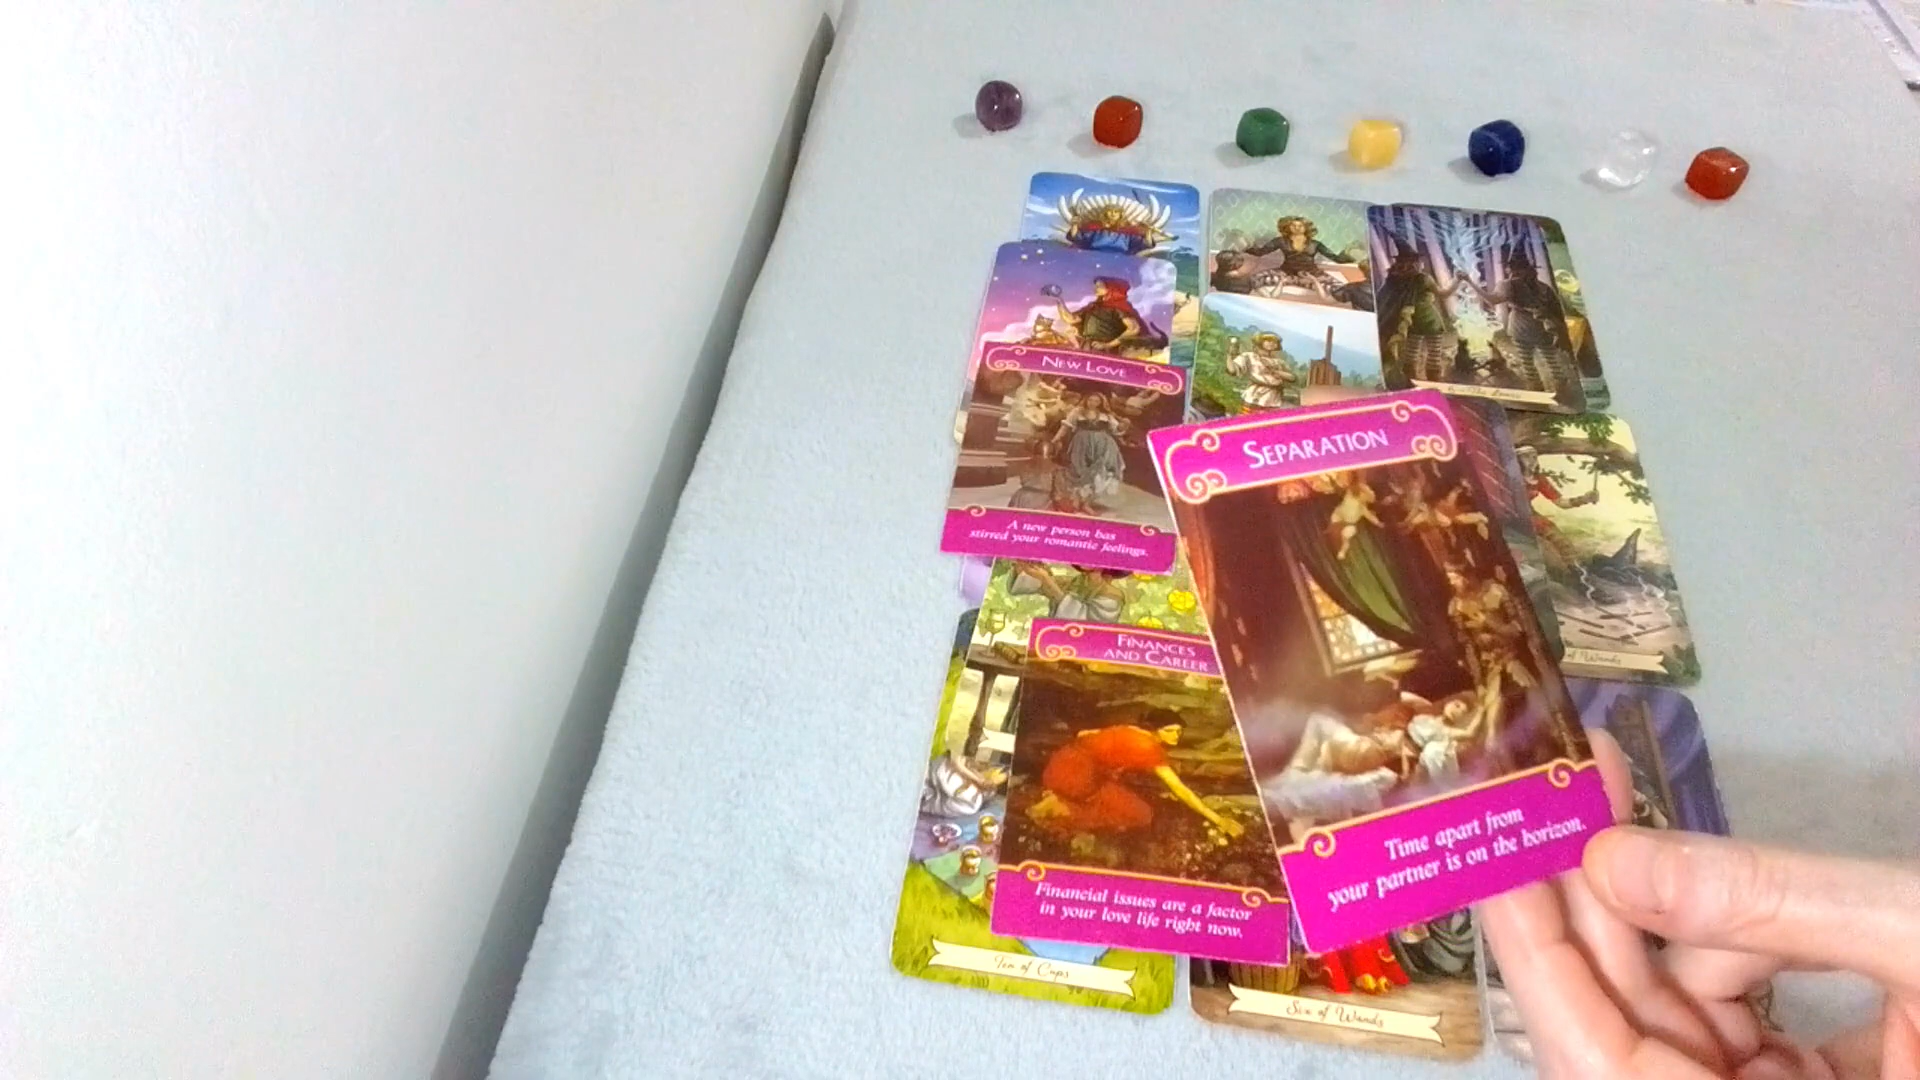 NEW LOVE
A new person has
stirred your romantic feelings.
SEPARATION
Time apart from
your partner is on the horizon.
FINANCES
AND CAREER
Financial issues are a factor
in your love life right now.
of Wands
Ten of Cups
Six of Wands